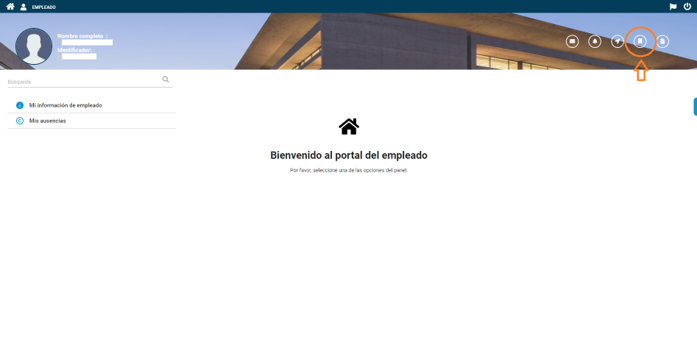 EMPLEADO
Nombre completo :
Identificador:
Búsqueda
Mi información de empleado
Mis ausencias
Bienvenido al portal del empleado
Por favor, seleccione una de las opciones del panel.